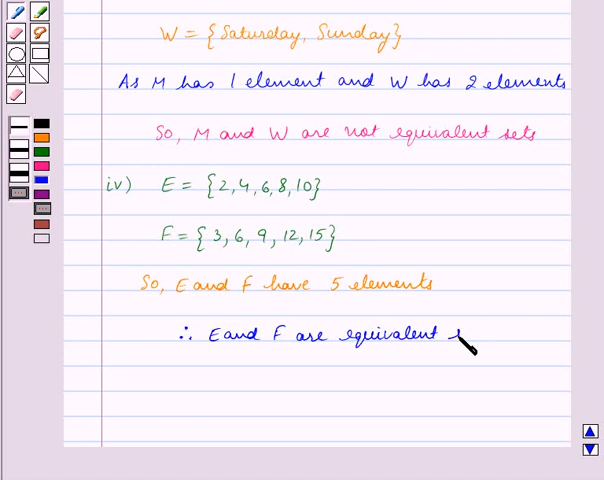 W = {Saturday, Sunday}
As M has 1 element and W has 2 elements
So, M and W are not equivalent sets
iv) E = {2,4,6,8,10}
F = {3, 6, 9, 12, 15}
So, E and F have 5 elements
∴ E and F are equivalent s